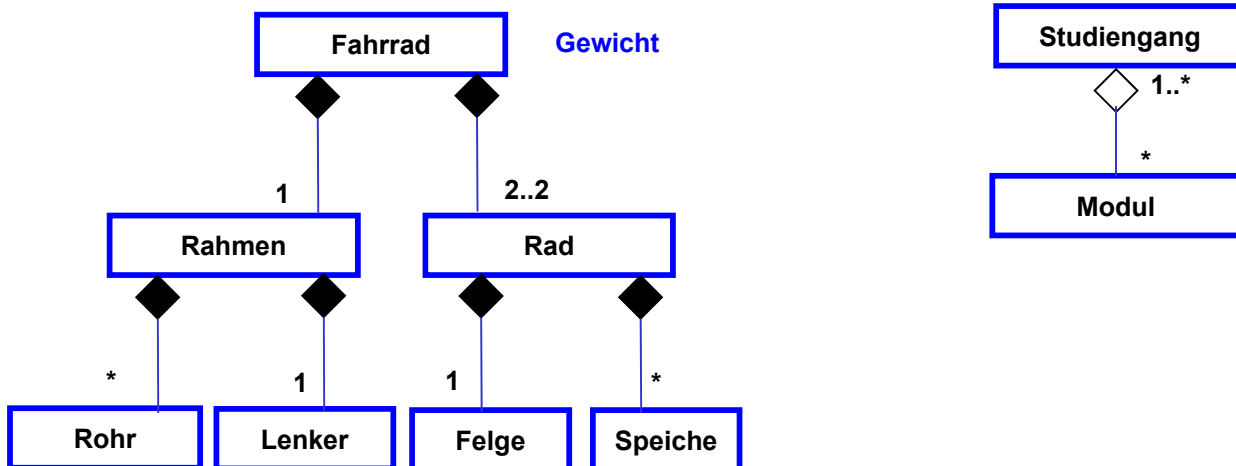 Fahrrad
Gewicht
Studiengang
1..*
1
2..2
*
Rahmen
Rad
Modul
*
1
1
*
Rohr
Lenker
Felge
Speiche